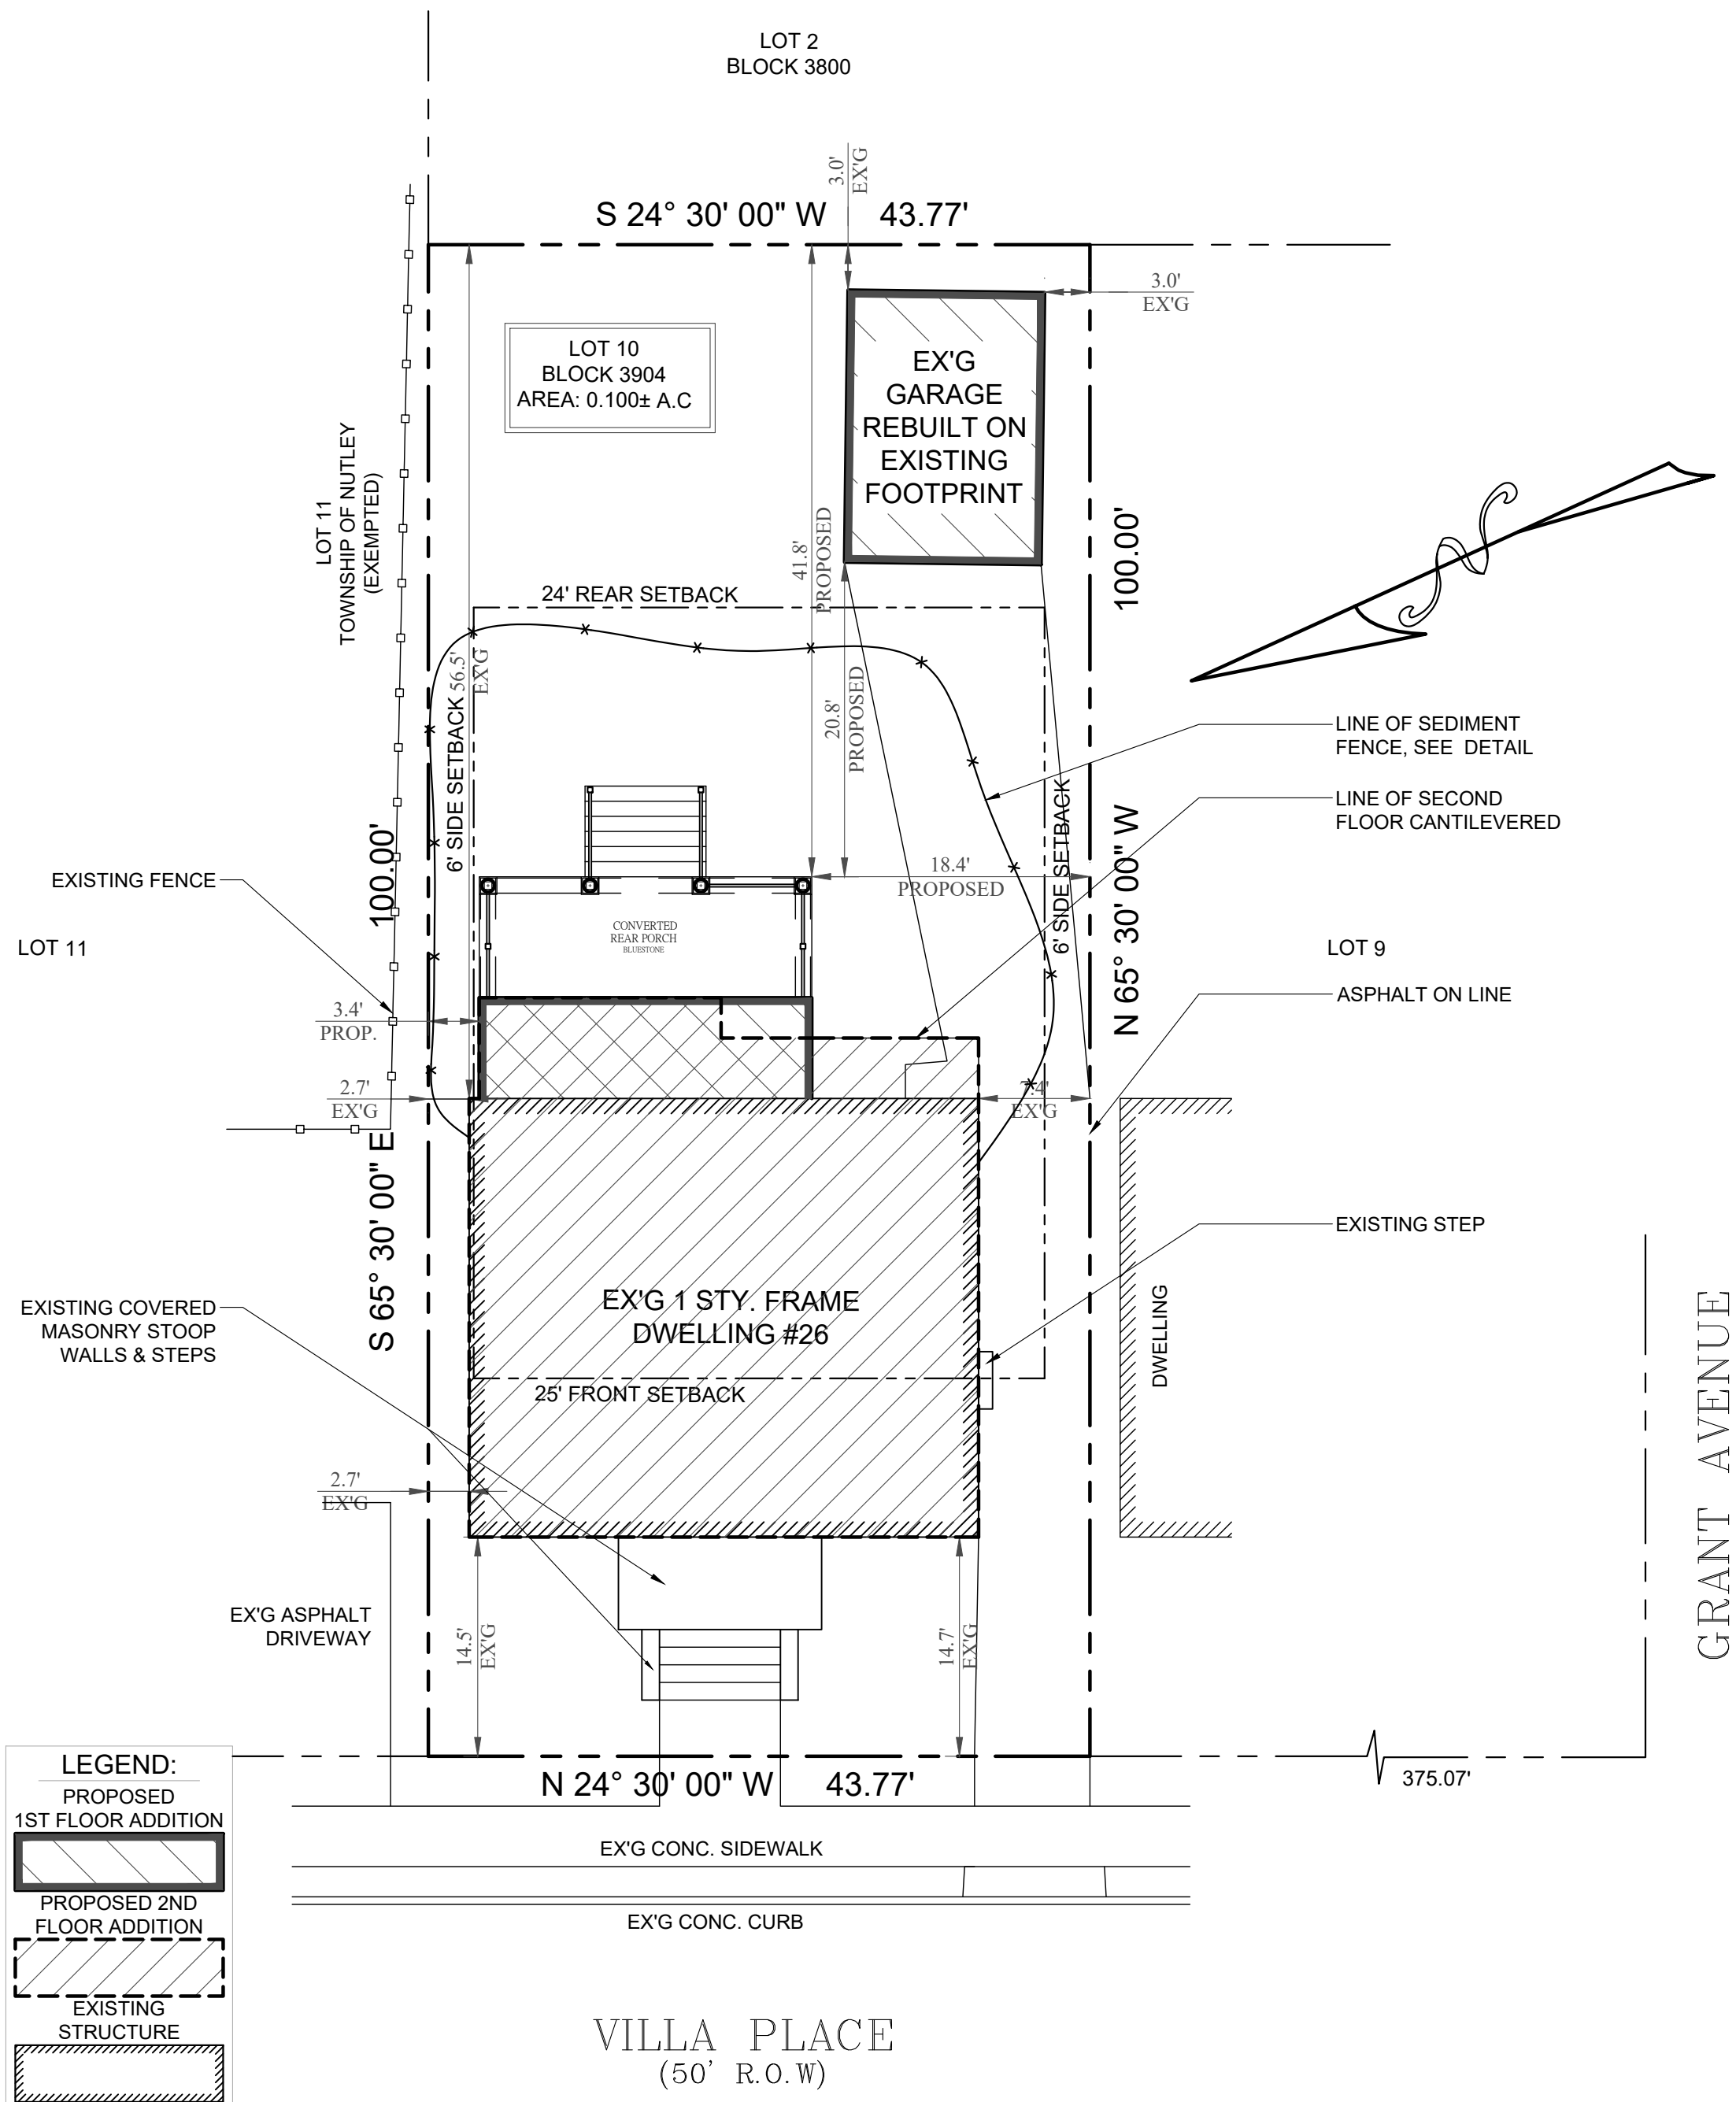 LOT 2
BLOCK 3800
3.0'
EX'G
S 24° 30' 00" W 43.77'
3.0'
EX'G
LOT 10
BLOCK 3904
AREA: 0.100± A.C
EX'G
GARAGE
REBUILT ON
EXISTING
FOOTPRINT
LOT 11
TOWNSHIP OF NUTLEY
(EXEMPTED)
41.8'
PROPOSED
100.00'
24' REAR SETBACK
56.5'
EX'G
6' SIDE SETBACK
20.8'
PROPOSED
LINE OF SEDIMENT
FENCE, SEE DETAIL
LINE OF SECOND
FLOOR CANTILEVERED
6' SIDE SETBACK
100.00'
18.4'
PROPOSED
N 65° 30' 00" W
EXISTING FENCE
CONVERTED
REAR PORCH
BLUESTONE
LOT 11
LOT 9
ASPHALT ON LINE
3.4'
PROP.
2.7'
EX'G
7.4'
EX'G
S 65° 30' 00" E
EXISTING STEP
EXISTING COVERED
MASONRY STOOP
WALLS & STEPS
EX'G 1 STY. FRAME
DWELLING #26
DWELLING
GRANT AVENUE
25' FRONT SETBACK
2.7'
EX'G
EX'G ASPHALT
DRIVEWAY
14.5'
EX'G
14.7'
EX'G
N 24° 30' 00" W 43.77'
375.07'
LEGEND:
PROPOSED
1ST FLOOR ADDITION
PROPOSED 2ND
FLOOR ADDITION
EXISTING
STRUCTURE
EX'G CONC. SIDEWALK
EX'G CONC. CURB
VILLA PLACE
(50' R.O.W)